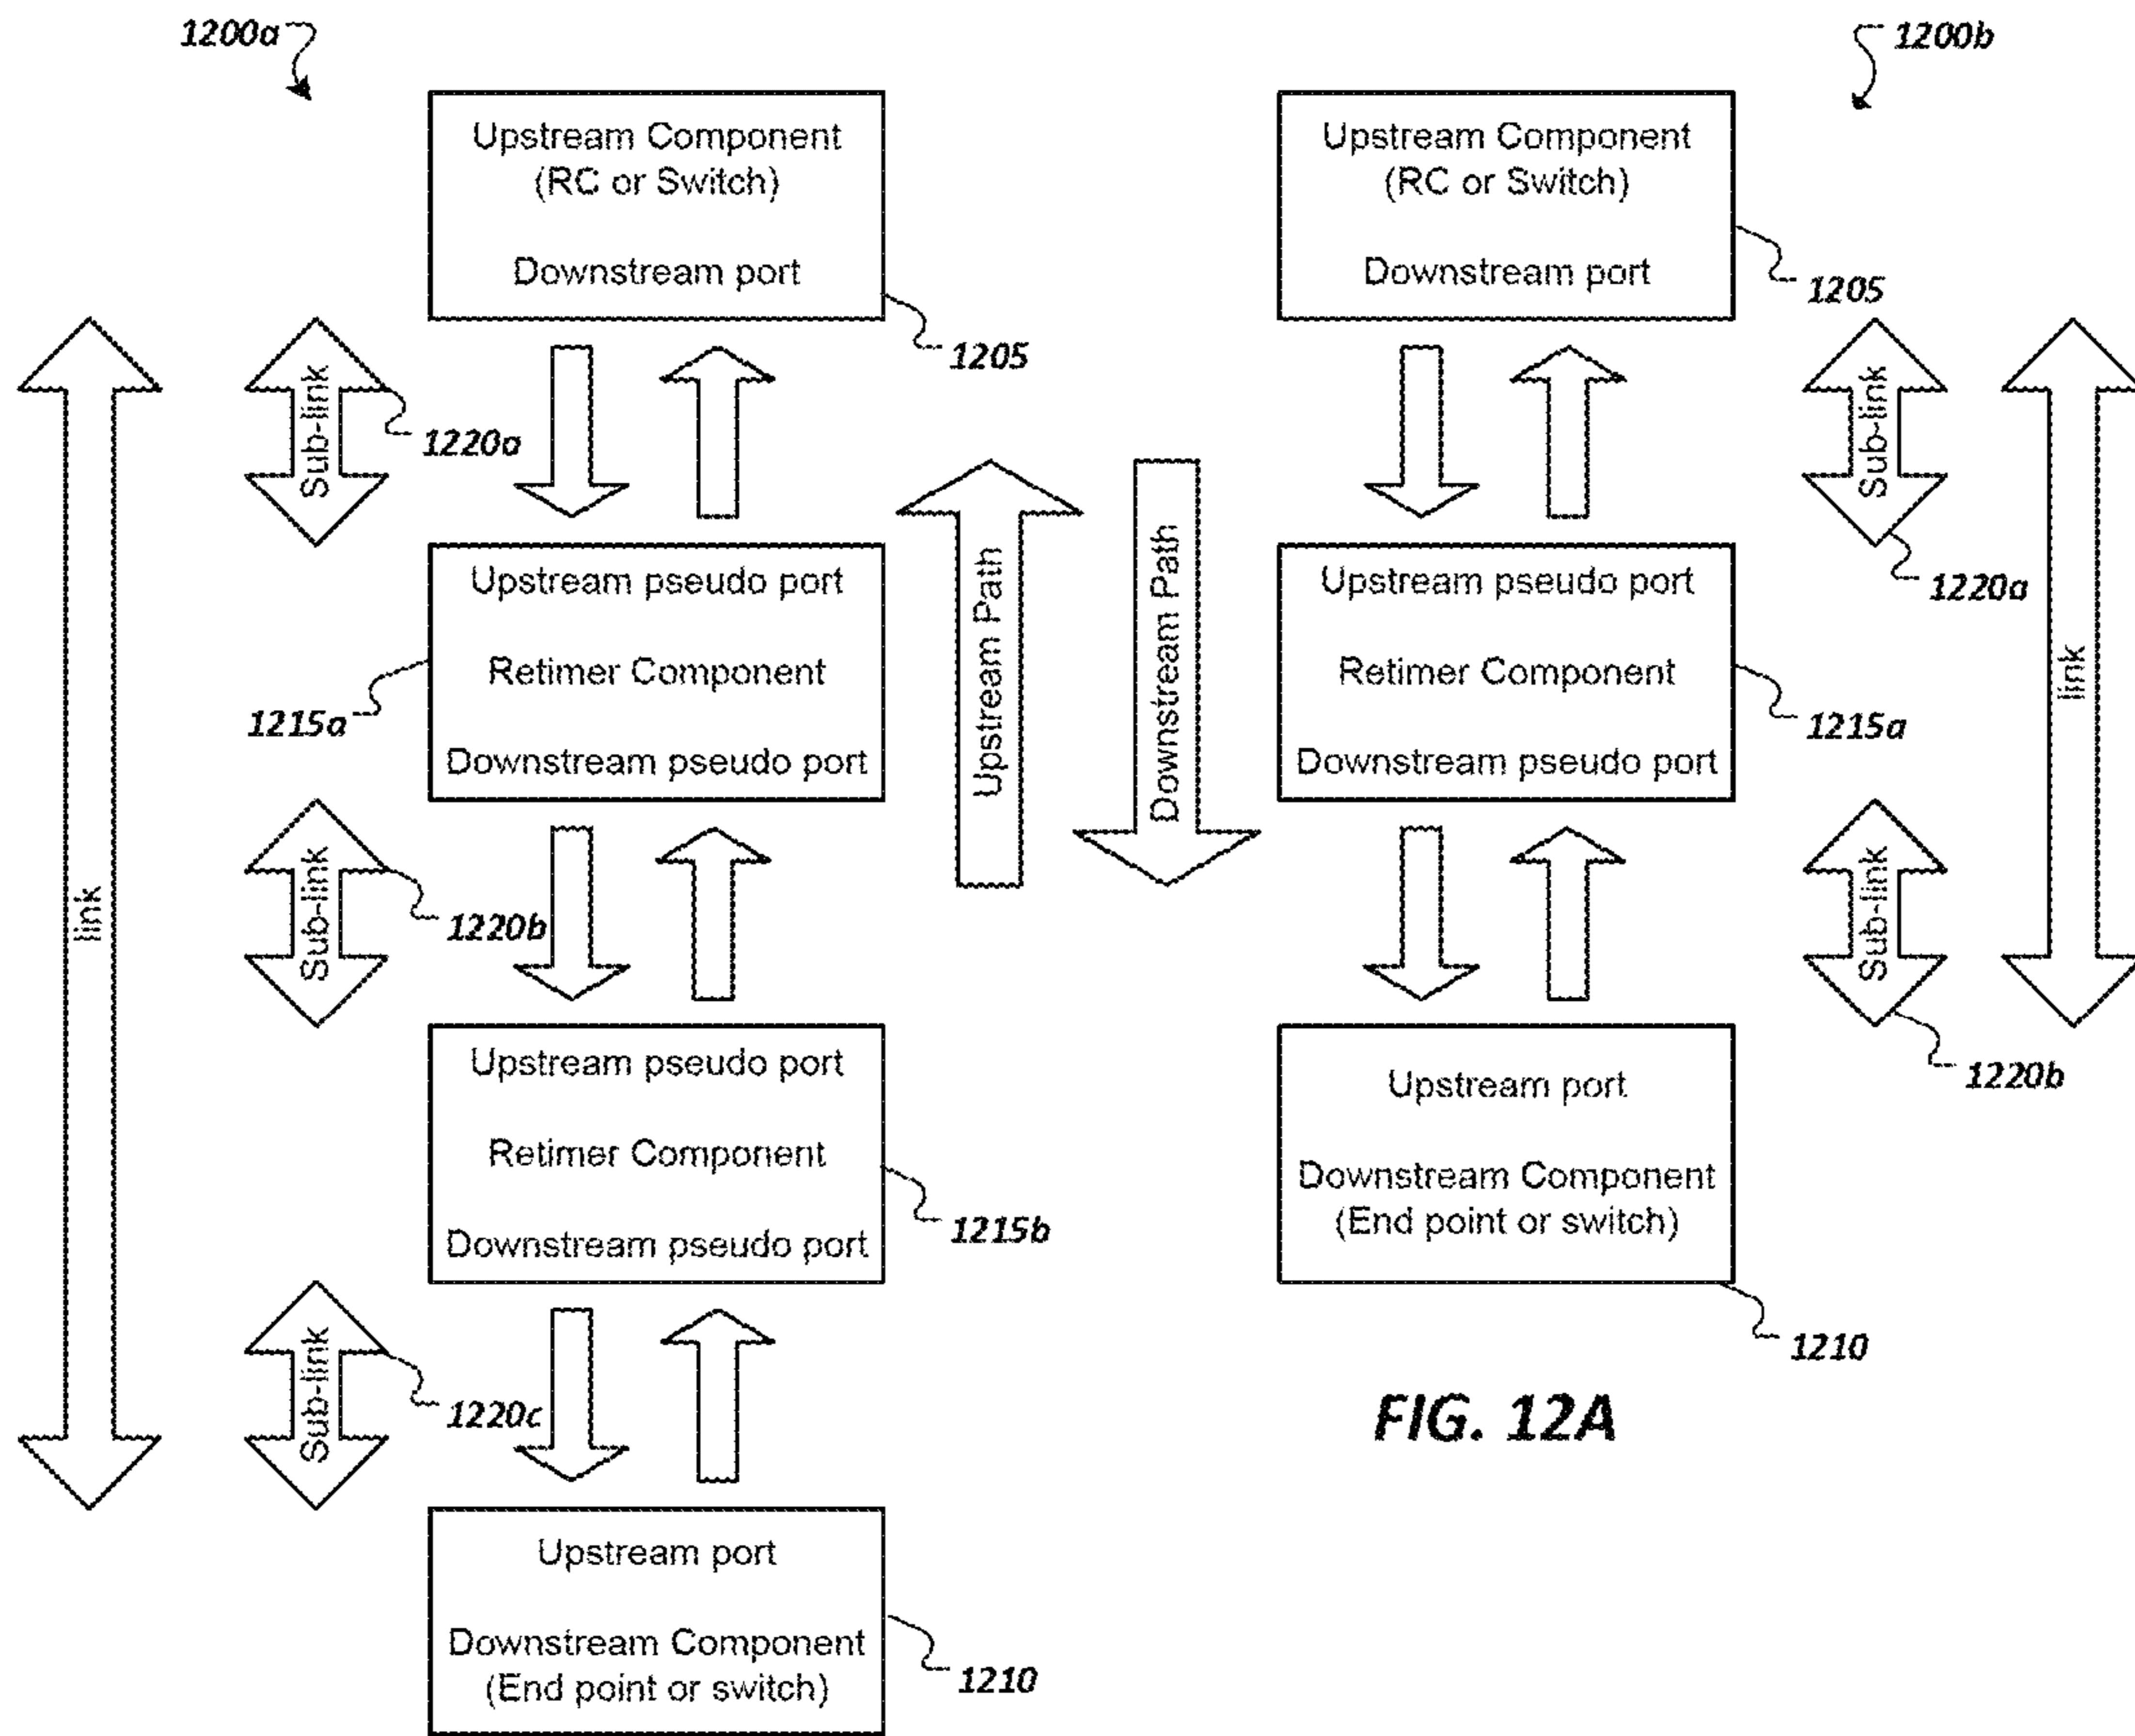 1200a
Upstream Component
(RC or Switch)
Downstream port
1205
link
Sub-link
1220a
Upstream pseudo port
Retimer Component
Downstream pseudo port
1215a
Sub-link
1220b
Upstream pseudo port
Retimer Component
Downstream pseudo port
1215b
Sub-link
1220c
Upstream port
Downstream Component
(End point or switch)
1210
Upstream Path
Downstream Path
1200b
Upstream Component
(RC or Switch)
Downstream port
1205
Sub-link
1220a
link
Upstream pseudo port
Retimer Component
Downstream pseudo port
1215a
Sub-link
1220b
Upstream port
Downstream Component
(End point or switch)
1210
FIG. 12A